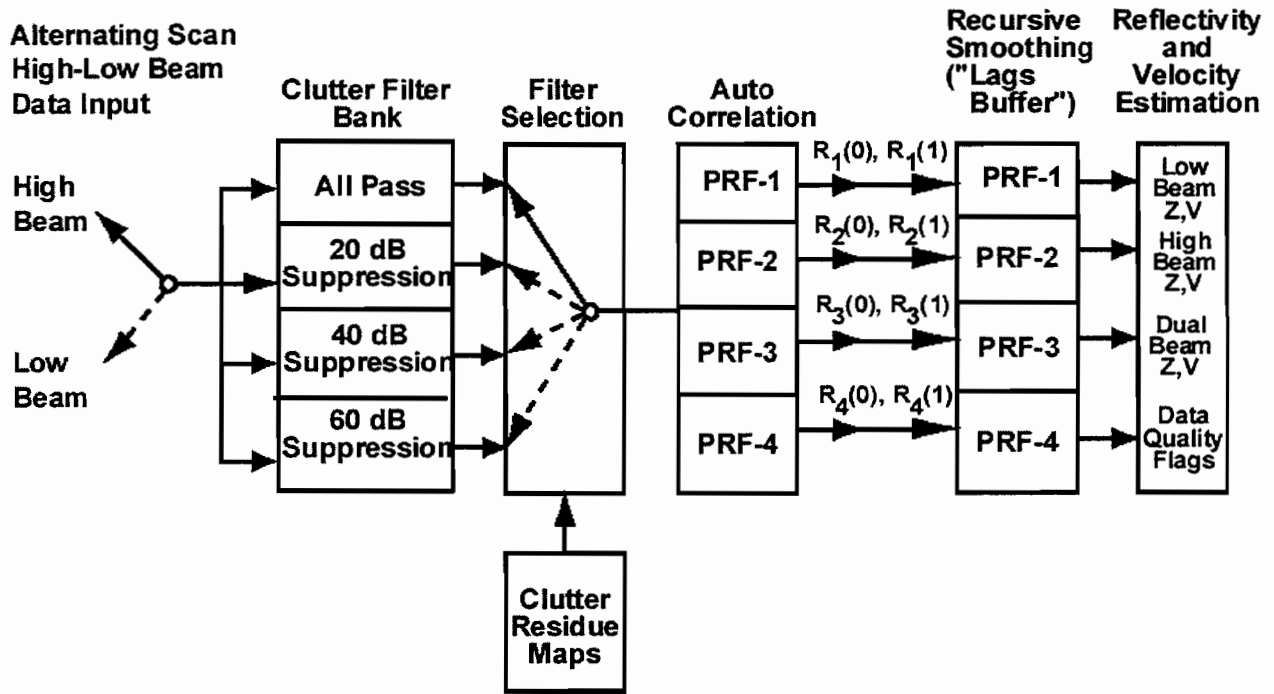 Alternating Scan
High-Low Beam
Data Input
High
Beam
Low
Beam
Clutter Filter
Bank
All Pass
20 dB
Suppression
40 dB
Suppression
60 dB
Suppression
Filter
Selection
Clutter
Residue
Maps
Auto
Correlation
PRF-1
PRF-2
PRF-3
PRF-4
R1(0), R1(1)
R2(0), R2(1)
R3(0), R3(1)
R4(0), R4(1)
Recursive
Smoothing
("Lags
Buffer")
PRF-1
PRF-2
PRF-3
PRF-4
Reflectivity
and
Velocity
Estimation
Low
Beam
Z,V
High
Beam
Z,V
Dual
Beam
Z,V
Data
Quality
Flags